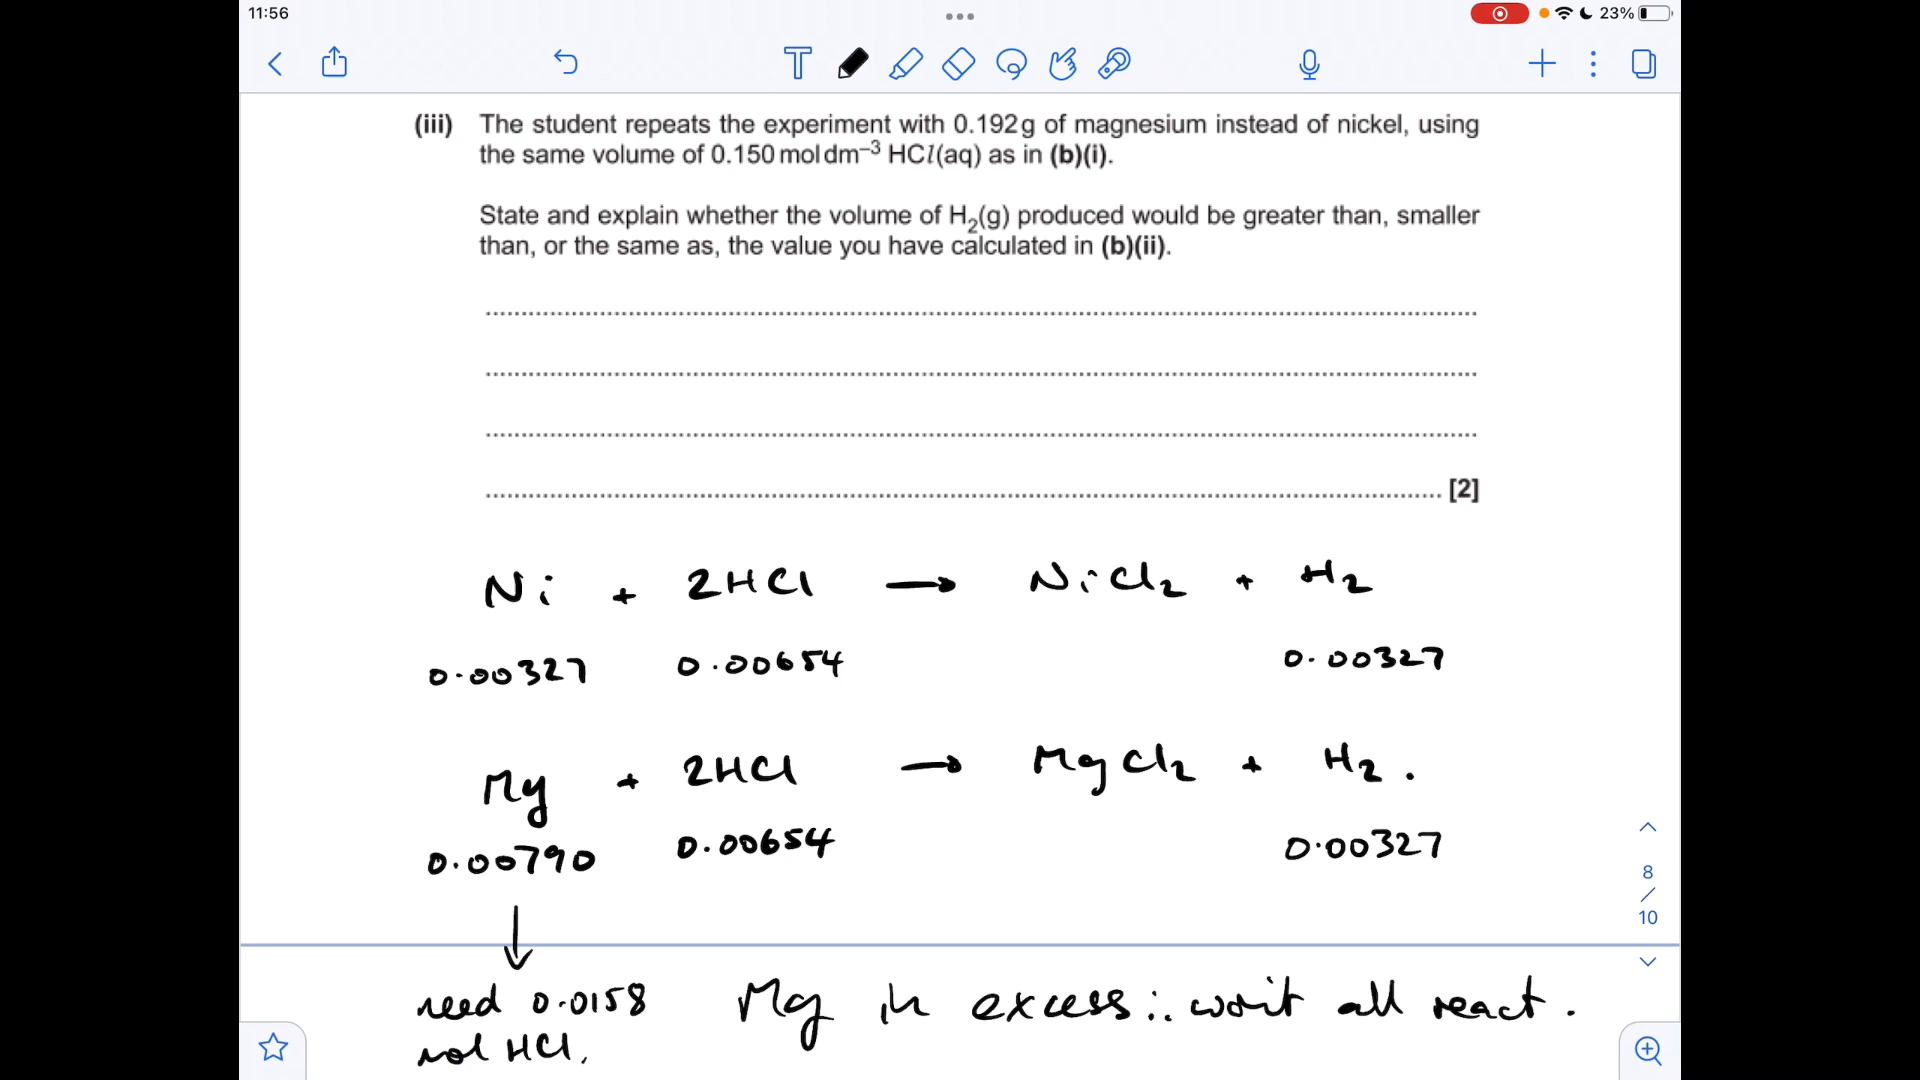 11:56
23%
(iii) The student repeats the experiment with 0.192 g of magnesium instead of nickel, using
the same volume of 0.150 mol dm⁻³ HCl(aq) as in (b)(i).
State and explain whether the volume of H₂(g) produced would be greater than, smaller
than, or the same as, the value you have calculated in (b)(ii).
[2]
Ni + 2HCl → NiCl₂ + H₂
0.00327 0.00654 0.00327
Mg + 2HCl → MgCl₂ + H₂.
0.00790 0.00654 0.00327
8
/
10
↓
need 0.0158 Mg in excess ∴ won't all react.
mol HCl.